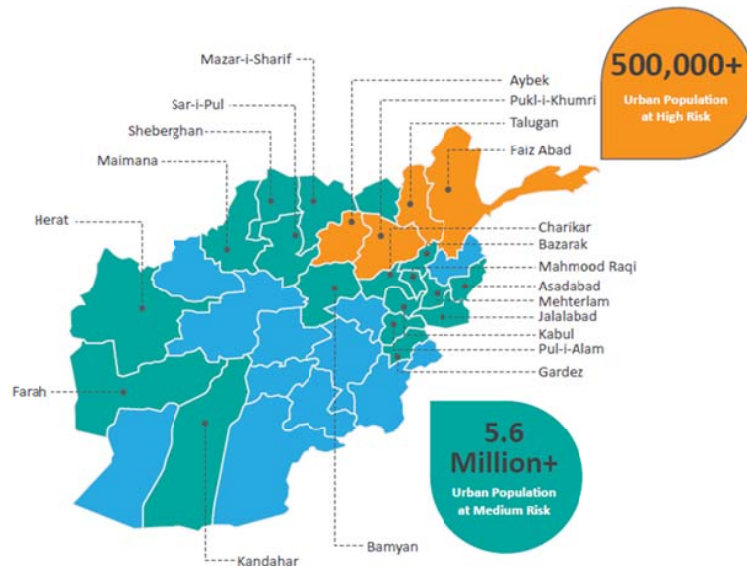 500,000+
Urban Population
at High Risk
Mazar-i-Sharif
Sar-i-Pul
Sheberghan
Maimana
Herat
Farah
Kandahar
Bamyan
Aybek
Pukl-i-Khumri
Talugan
Faiz Abad
Charikar
Bazarak
Mahmood Raqi
Asadabad
Mehterlam
Jalalabad
Kabul
Pul-i-Alam
Gardez
5.6
Million+
Urban Population
at Medium Risk